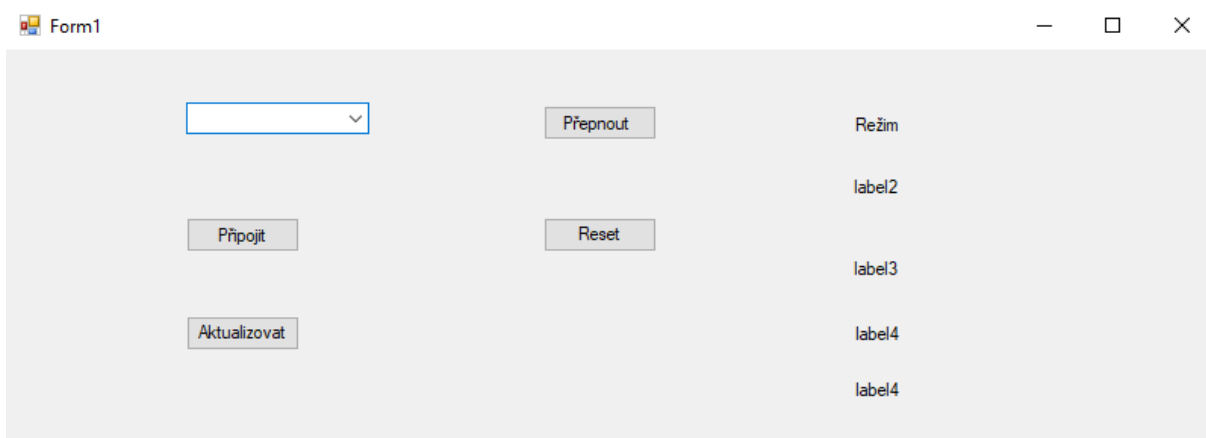 Form1
Přepnout
Režim
label2
Připojit
Reset
label3
Aktualizovat
label4
label4